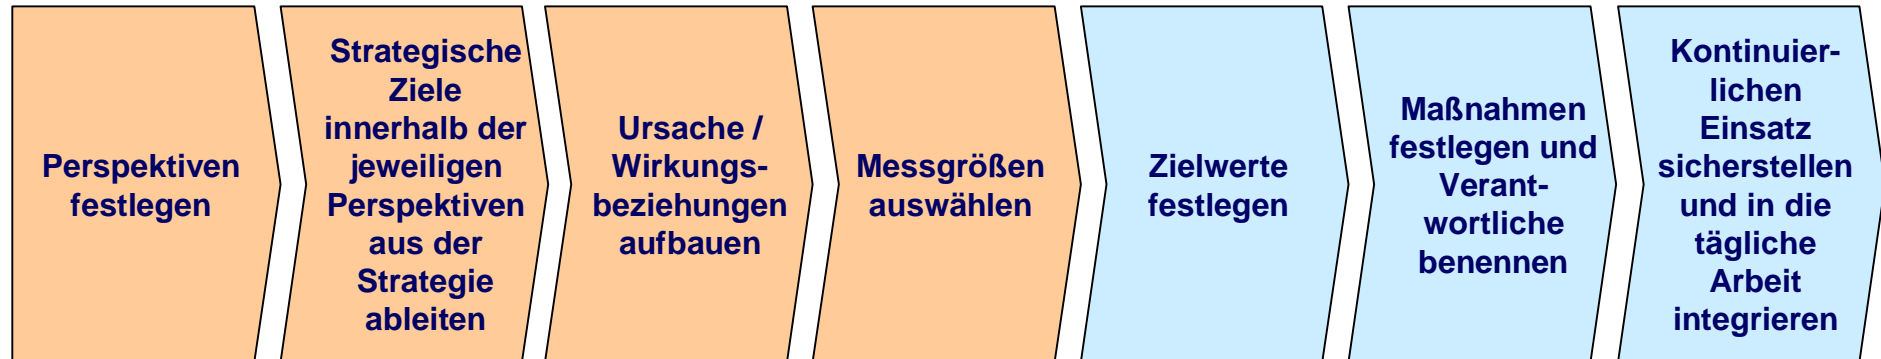 Perspektiven
festlegen
Strategische
Ziele
innerhalb der
jeweiligen
Perspektiven
aus der
Strategie
ableiten
Ursache /
Wirkungs-
beziehungen
aufbauen
Messgrößen
auswählen
Zielwerte
festlegen
Maßnahmen
festlegen und
Verant-
wortliche
benennen
Kontinuier-
lichen
Einsatz
sicherstellen
und in die
tägliche
Arbeit
integrieren